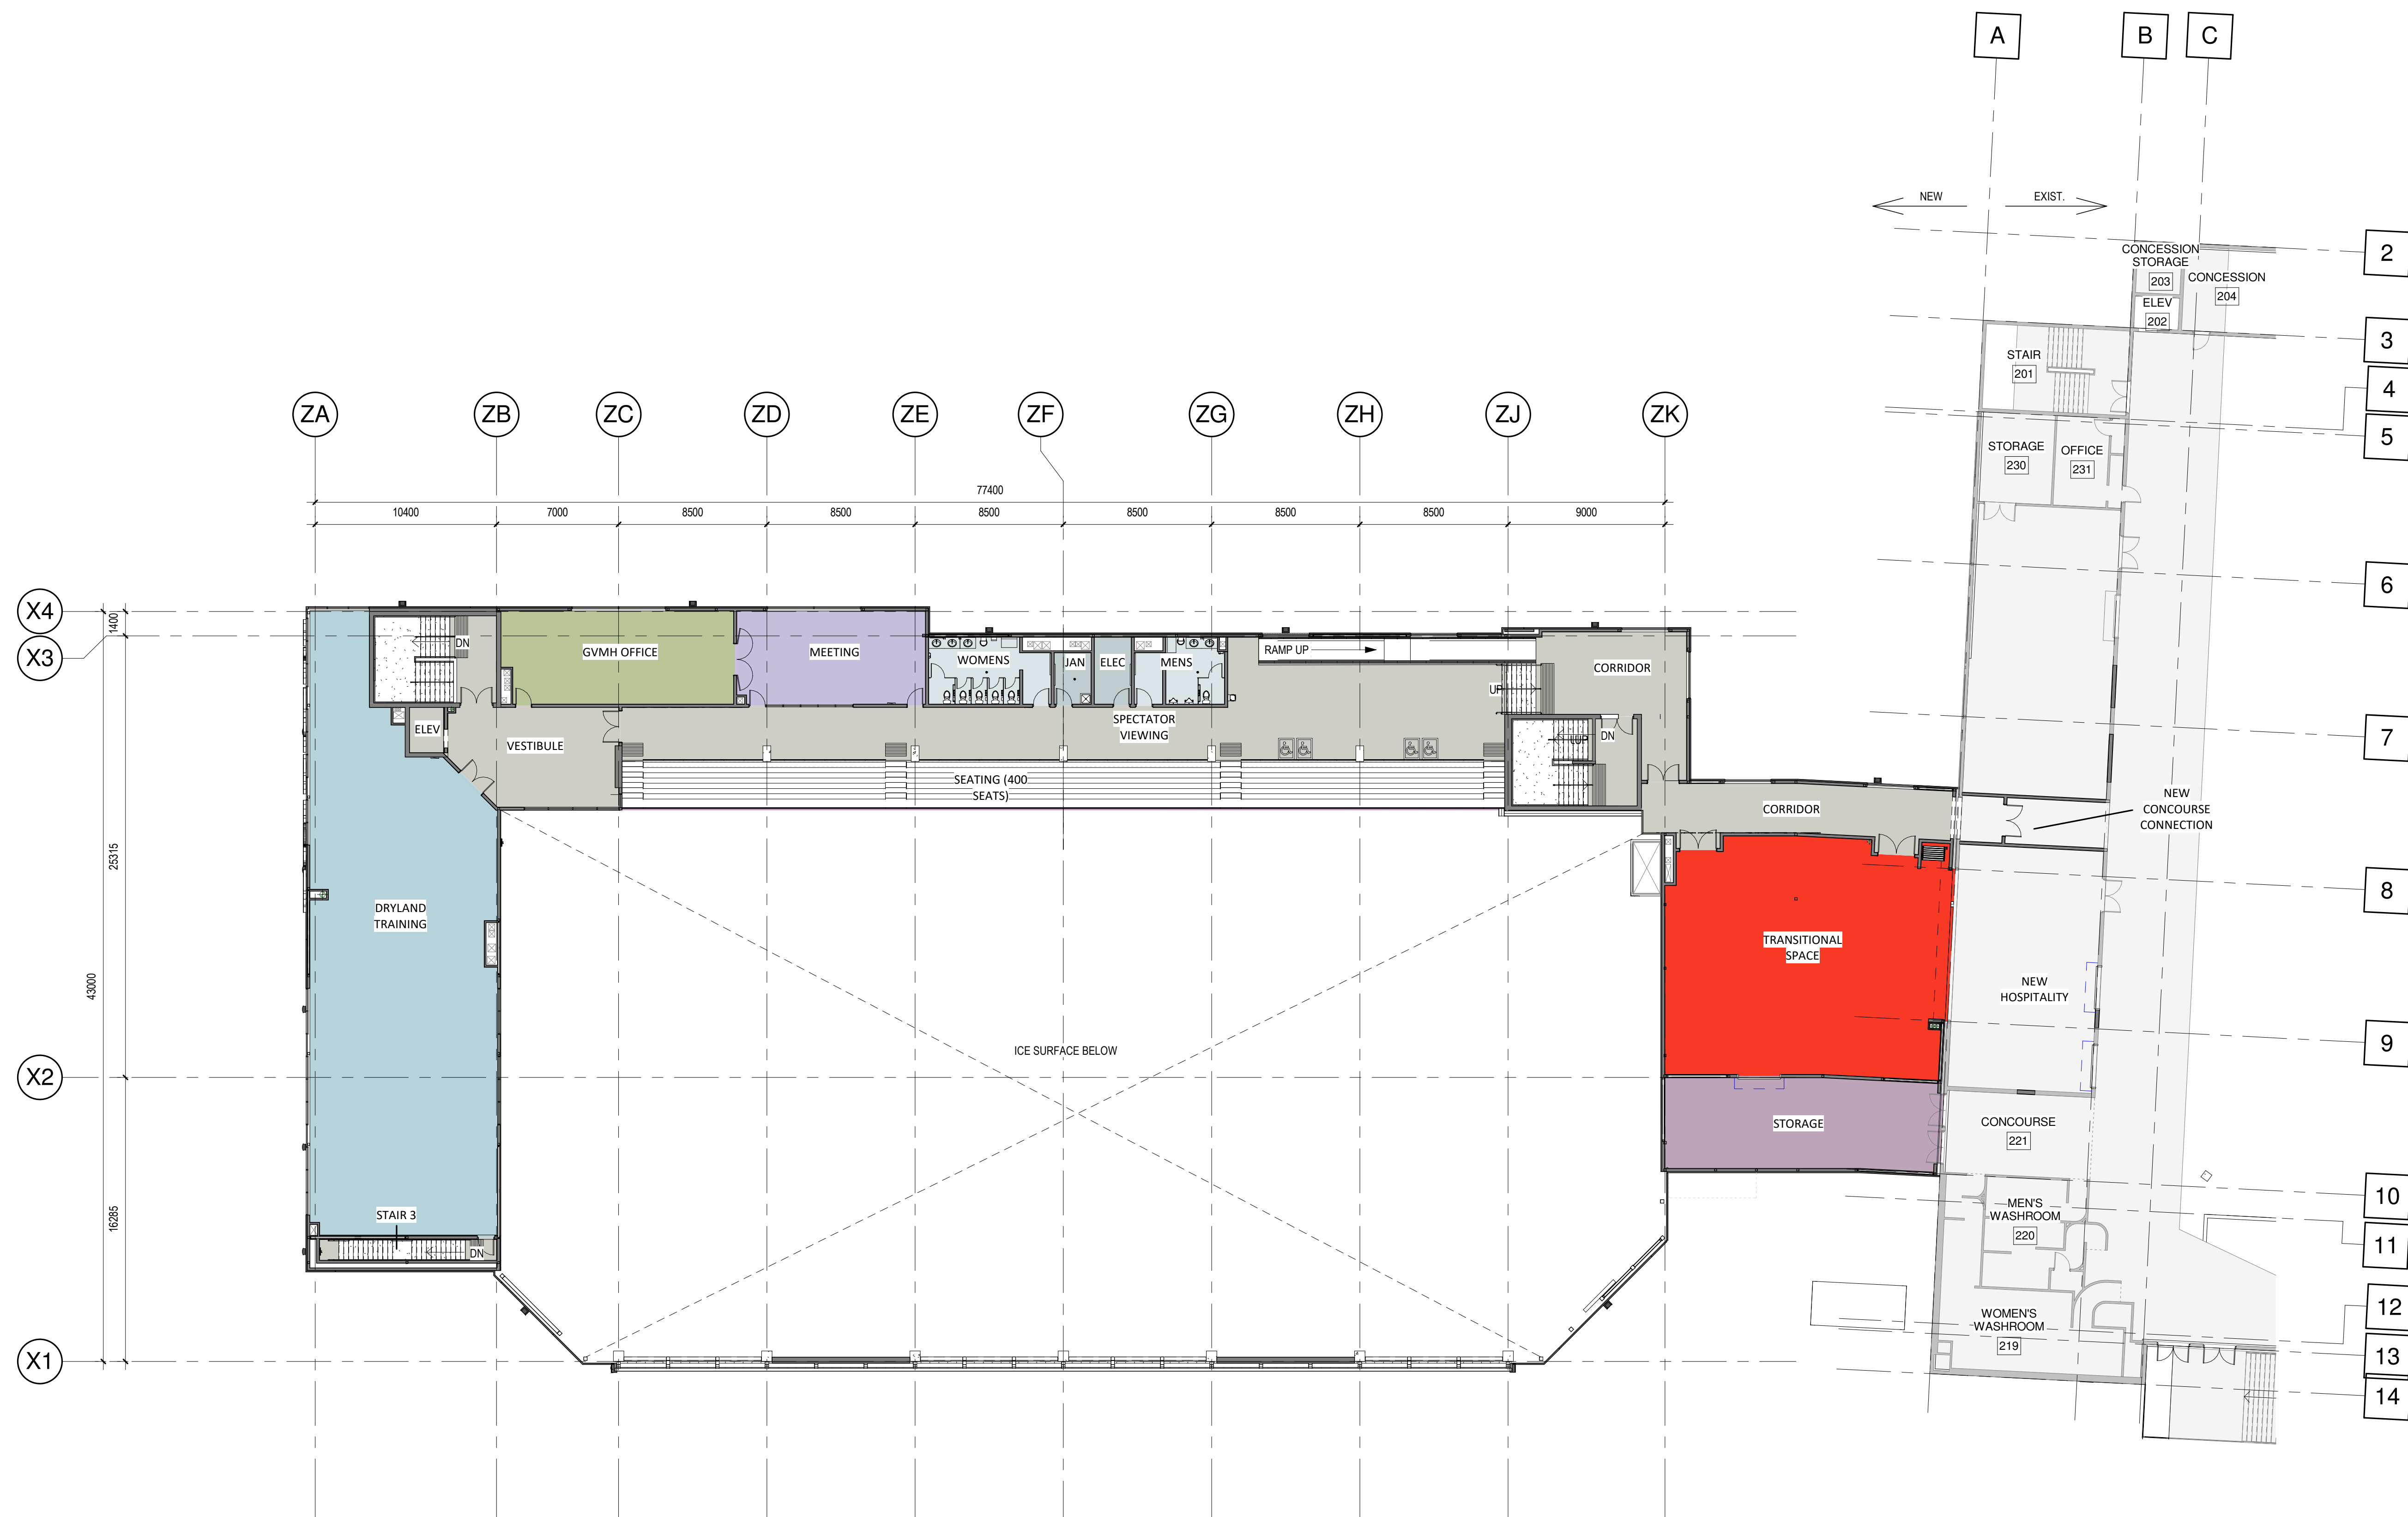 A
B
C
NEW
EXIST.
2
CONCESSION
STORAGE
203
CONCESSION
204
ELEV
202
3
STAIR
201
4
5
STORAGE
230
OFFICE
231
6
7
ZA
ZB
ZC
ZD
ZE
ZF
ZG
ZH
ZJ
ZK
77400
10400
7000
8500
8500
8500
8500
8500
8500
9000
X4
X3
1400
DN
GVMH OFFICE
MEETING
WOMENS
JAN
ELEC
MENS
RAMP UP
CORRIDOR
UP
ELEV
VESTIBULE
SPECTATOR
VIEWING
UP
DN
SEATING (400
SEATS)
CORRIDOR
NEW
CONCOURSE
CONNECTION
25315
43000
8
DRYLAND
TRAINING
TRANSITIONAL
SPACE
NEW
HOSPITALITY
9
ICE SURFACE BELOW
X2
STORAGE
CONCOURSE
221
10
16285
STAIR 3
DN
MEN'S
WASHROOM
220
11
12
WOMEN'S
WASHROOM
219
X1
13
14